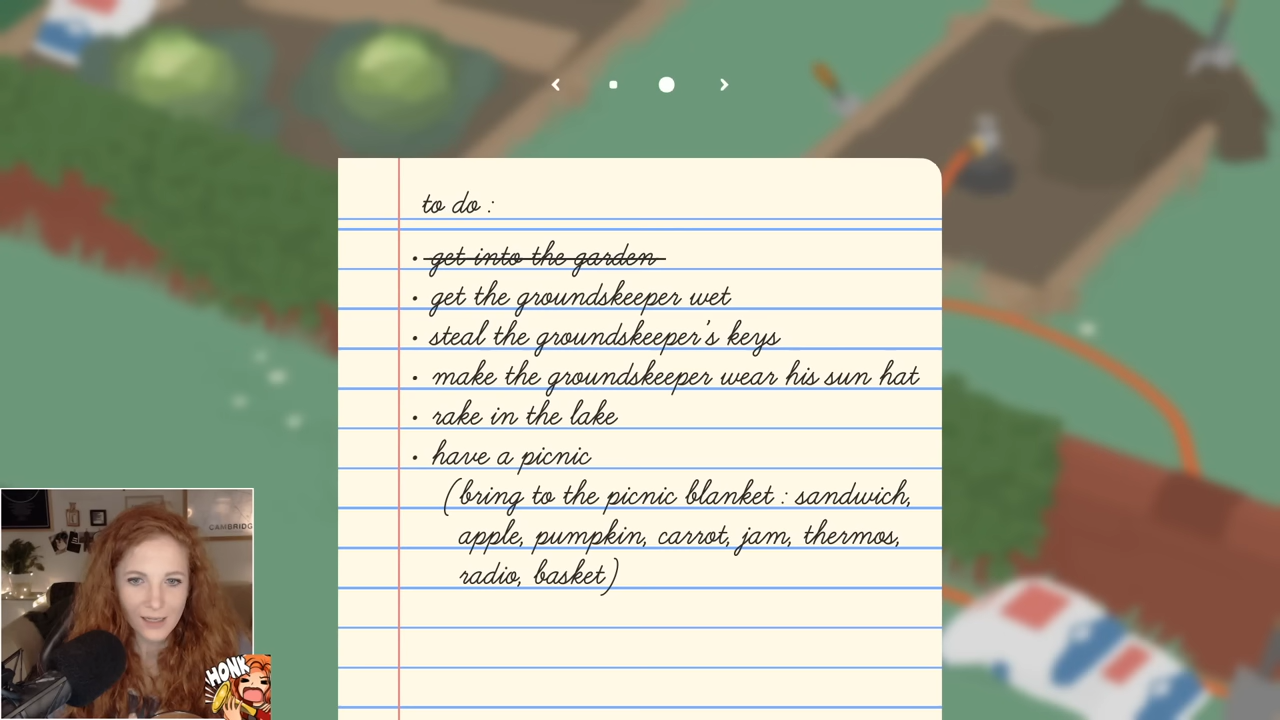 to do :
• get into the garden
• get the groundskeeper wet
• steal the groundskeeper's keys
• make the groundskeeper wear his sun hat
• rake in the lake
• have a picnic
(bring to the picnic blanket : sandwich,
apple, pumpkin, carrot, jam, thermos,
radio, basket)
CAMBRIDG
HONK